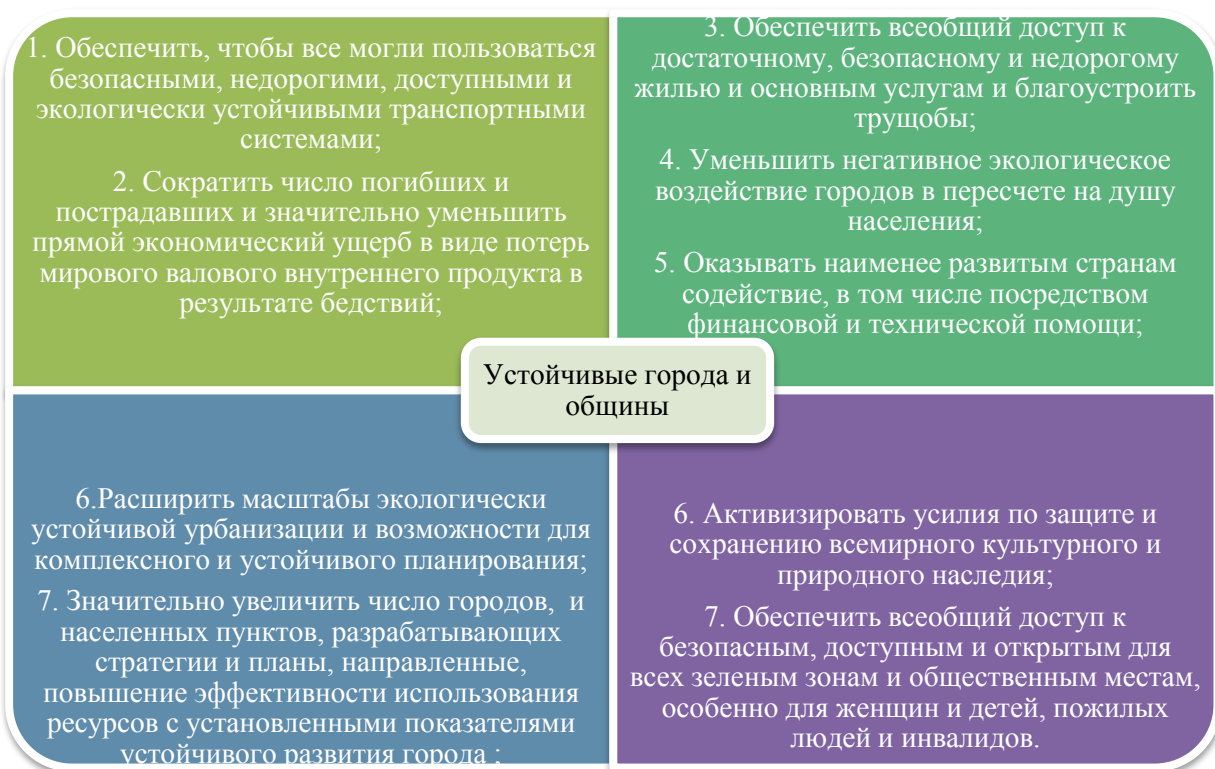 1. Обеспечить, чтобы все могли пользоваться
безопасными, недорогими, доступными и
экологически устойчивыми транспортными
системами;
2. Сократить число погибших и
пострадавших и значительно уменьшить
прямой экономический ущерб в виде потерь
мирового валового внутреннего продукта в
результате бедствий;
3. Обеспечить всеобщий доступ к
достаточному, безопасному и недорогому
жилью и основным услугам и благоустроить
трущобы;
4. Уменьшить негативное экологическое
воздействие городов в пересчете на душу
населения;
5. Оказывать наименее развитым странам
содействие, в том числе посредством
финансовой и технической помощи;
Устойчивые города и
общины
6.Расширить масштабы экологически
устойчивой урбанизации и возможности для
комплексного и устойчивого планирования;
7. Значительно увеличить число городов, и
населенных пунктов, разрабатывающих
стратегии и планы, направленные,
повышение эффективности использования
ресурсов с установленными показателями
устойчивого развития города ;
6. Активизировать усилия по защите и
сохранению всемирного культурного и
природного наследия;
7. Обеспечить всеобщий доступ к
безопасным, доступным и открытым для
всех зеленым зонам и общественным местам,
особенно для женщин и детей, пожилых
людей и инвалидов.